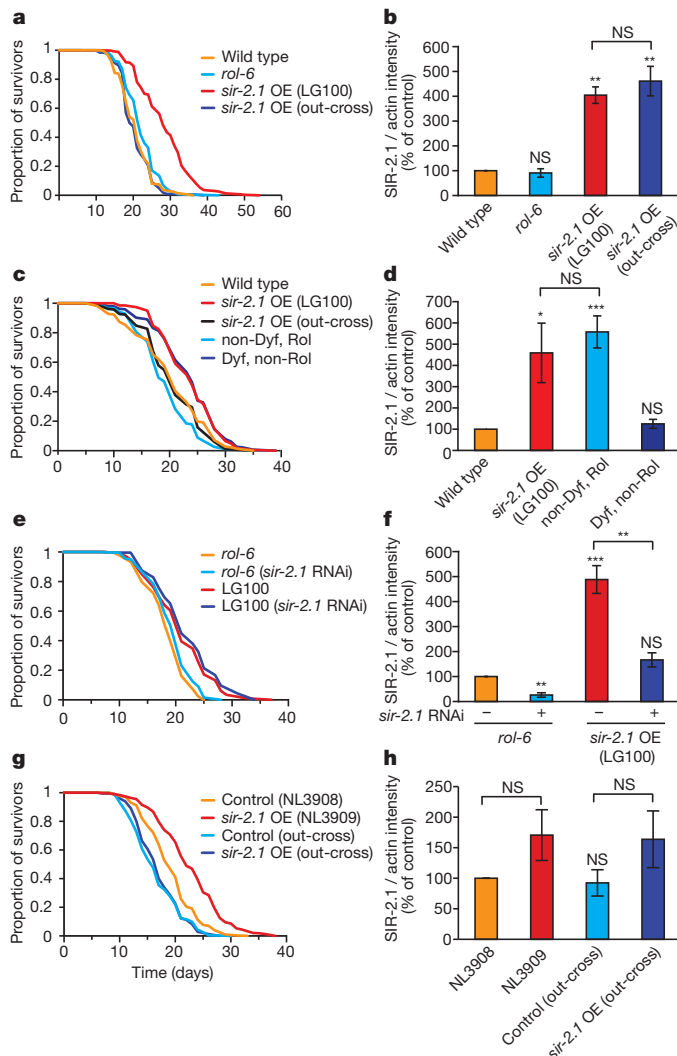 a
Proportion of survivors
1
0.8
0.6
0.4
0.2
0
0 10 20 30 40 50 60
Wild type
rol-6
sir-2.1 OE (LG100)
sir-2.1 OE (out-cross)
b
SIR-2.1 / actin intensity
(% of control)
600
500
400
300
200
100
0
NS
NS
**
**
Wild type
rol-6
sir-2.1 OE
(LG100)
sir-2.1 OE
(out-cross)
c
Proportion of survivors
1
0.8
0.6
0.4
0.2
0
0 10 20 30 40
Wild type
sir-2.1 OE (LG100)
sir-2.1 OE (out-cross)
non-Dyf, Rol
Dyf, non-Rol
d
SIR-2.1 / actin intensity
(% of control)
600
500
400
300
200
100
0
NS
*
***
NS
Wild type
sir-2.1 OE
(LG100)
non-Dyf, Rol
Dyf, non-Rol
e
Proportion of survivors
1
0.8
0.6
0.4
0.2
0
0 10 20 30 40
rol-6
rol-6 (sir-2.1 RNAi)
LG100
LG100 (sir-2.1 RNAi)
f
SIR-2.1 / actin intensity
(% of control)
600
500
400
300
200
100
0
**
***
**
NS
sir-2.1 RNAi − + − +
rol-6
sir-2.1 OE
(LG100)
g
Proportion of survivors
1
0.8
0.6
0.4
0.2
0
0 10 20 30 40
Time (days)
Control (NL3908)
sir-2.1 OE (NL3909)
Control (out-cross)
sir-2.1 OE (out-cross)
h
SIR-2.1 / actin intensity
(% of control)
250
200
150
100
50
0
NS
NS
NS
NL3908
NL3909
Control (out-cross)
sir-2.1 OE (out-cross)